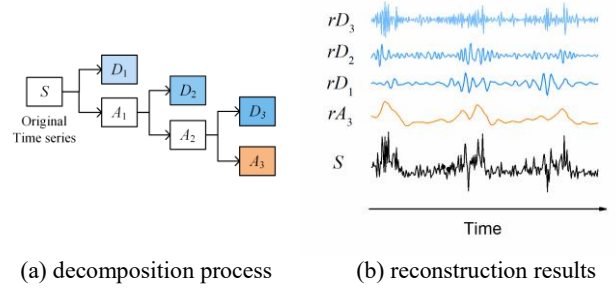 S
Original
Time series
D1
A1
D2
A2
D3
A3
rD3
rD2
rD1
rA3
S
Time
(a) decomposition process
(b) reconstruction results